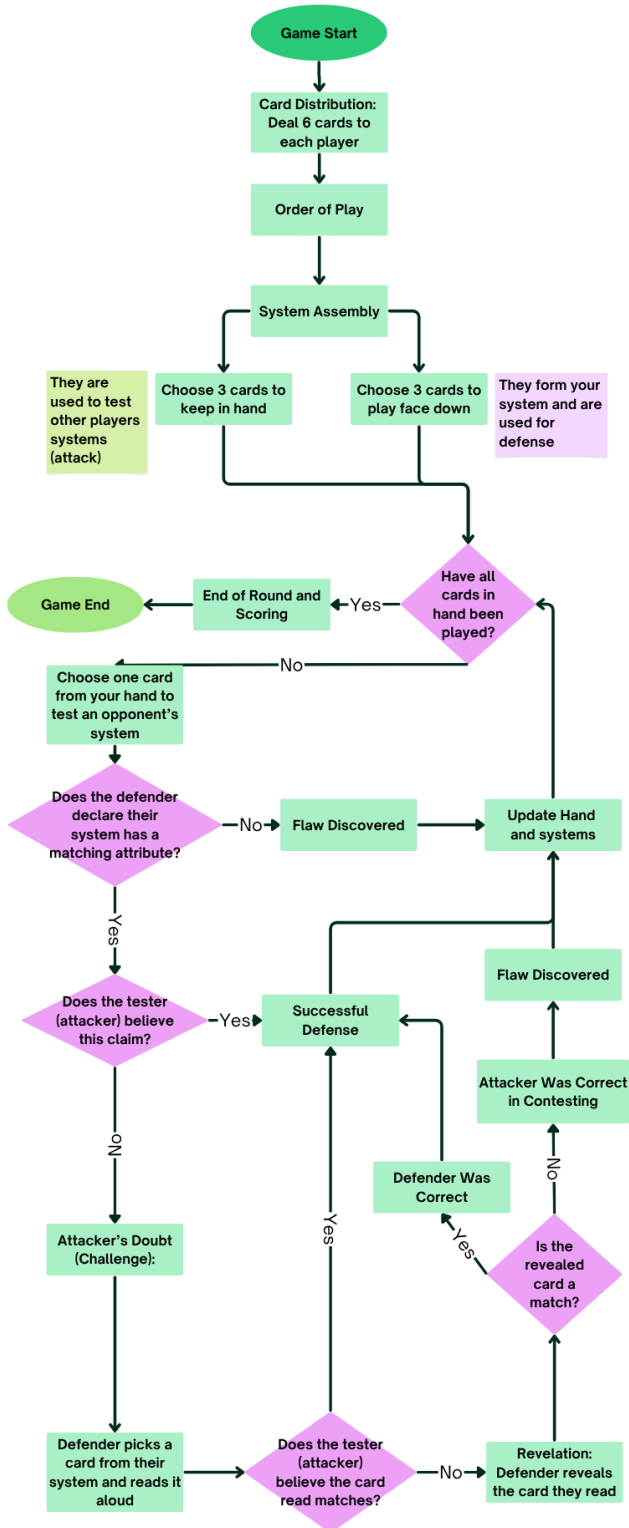 Game Start
Card Distribution:
Deal 6 cards to
each player
Order of Play
System Assembly
They are
used to test
other players
systems
(attack)
Choose 3 cards to
keep in hand
Choose 3 cards to
play face down
They form your
system and are
used for
defense
Have all
cards in
hand been
played?
Yes
End of Round and
Scoring
Game End
No
Choose one card
from your hand to
test an opponent's
system
Does the defender
declare their
system has a
matching attribute?
No
Flaw Discovered
Update Hand
and systems
Yes
Does the tester
(attacker) believe
this claim?
Yes
Successful
Defense
Flaw Discovered
Attacker Was Correct
in Contesting
No
No
Defender Was
Correct
Yes
Yes
Is the
revealed
card a
match?
Attacker's Doubt
(Challenge):
Defender picks a
card from their
system and reads it
aloud
Does the tester
(attacker)
believe the card
read matches?
No
Revelation:
Defender reveals
the card they read